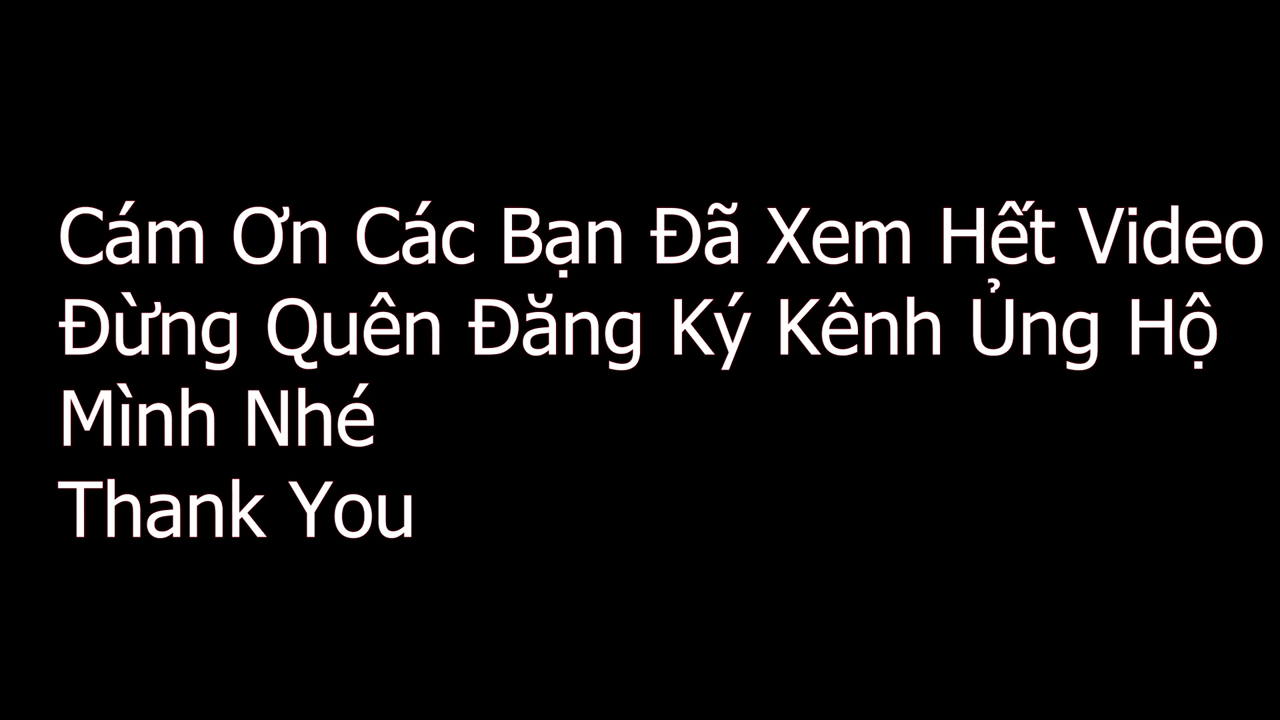 Cám Ơn Các Bạn Đã Xem Hết Video
Đừng Quên Đăng Ký Kênh Ủng Hộ
Mình Nhé
Thank You